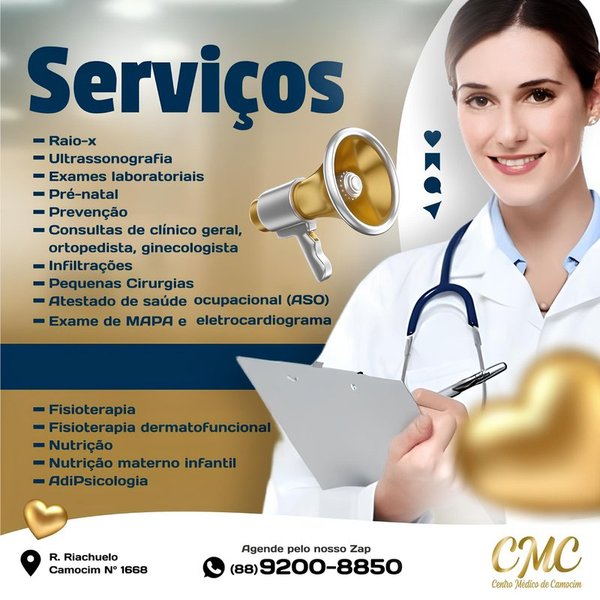 Serviços
Raio-x
Ultrassonografia
Exames laboratoriais
Pré-natal
Prevenção
Consultas de clínico geral,
ortopedista, ginecologista
Infiltrações
Pequenas Cirurgias
Atestado de saúde ocupacional (ASO)
Exame de MAPA e eletrocardiograma
Fisioterapia
Fisioterapia dermatofuncional
Nutrição
Nutrição materno infantil
AdiPsicologia
R. Riachuelo
Camocim N° 1668
Agende pelo nosso Zap
(88) 9200-8850
CMC
Centro Médico de Camocim